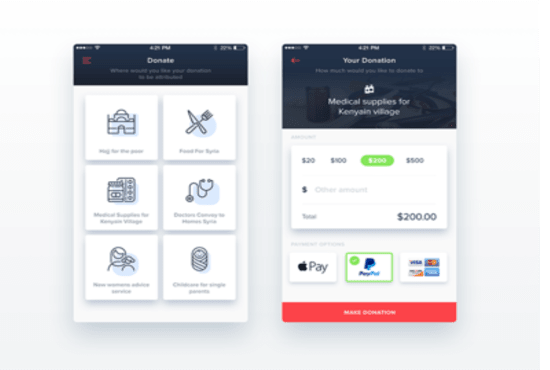 4:21 PM
22%
Donate
Where would you like your donation
to be attributed
Hajj for the poor
Food For Syria
Medical Supplies for
Kenyain Village
Doctors Convoy to
Homes Syria
New womens advice
service
Childcare for single
parents
4:21 PM
22%
Your Donation
How much would you like to donate to
Medical supplies for
Kenyain village
AMOUNT
$20 $100 $200 $500
$ Other amount
Total $200.00
PAYMENT OPTIONS
Pay
PayPal
VISA
MAKE DONATION